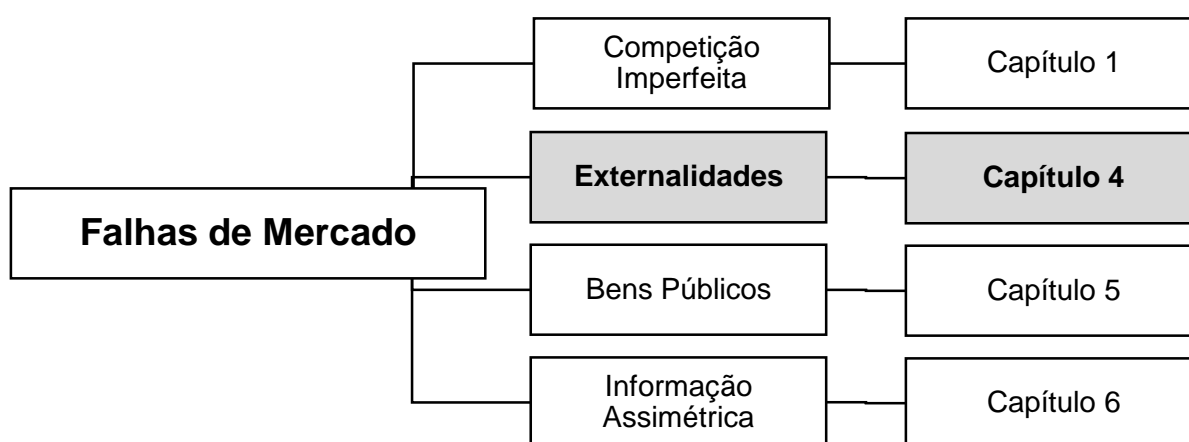 Competição
Imperfeita
Capítulo 1
Externalidades
Capítulo 4
Falhas de Mercado
Bens Públicos
Capítulo 5
Informação
Assimétrica
Capítulo 6